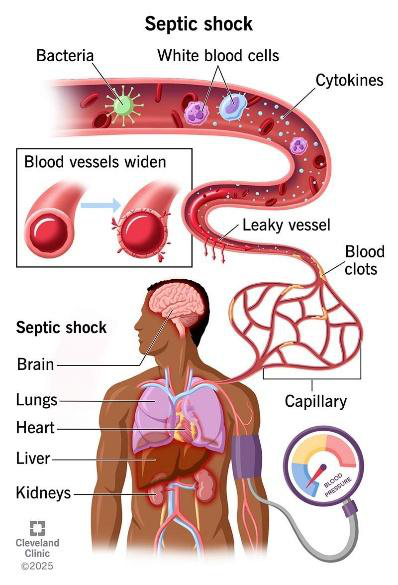 Septic shock
Bacteria
White blood cells
Cytokines
Blood vessels widen
Leaky vessel
Blood
clots
Septic shock
Brain
Lungs
Capillary
Heart
Liver
Kidneys
BLOOD
PRESSURE
Cleveland
Clinic
©2025